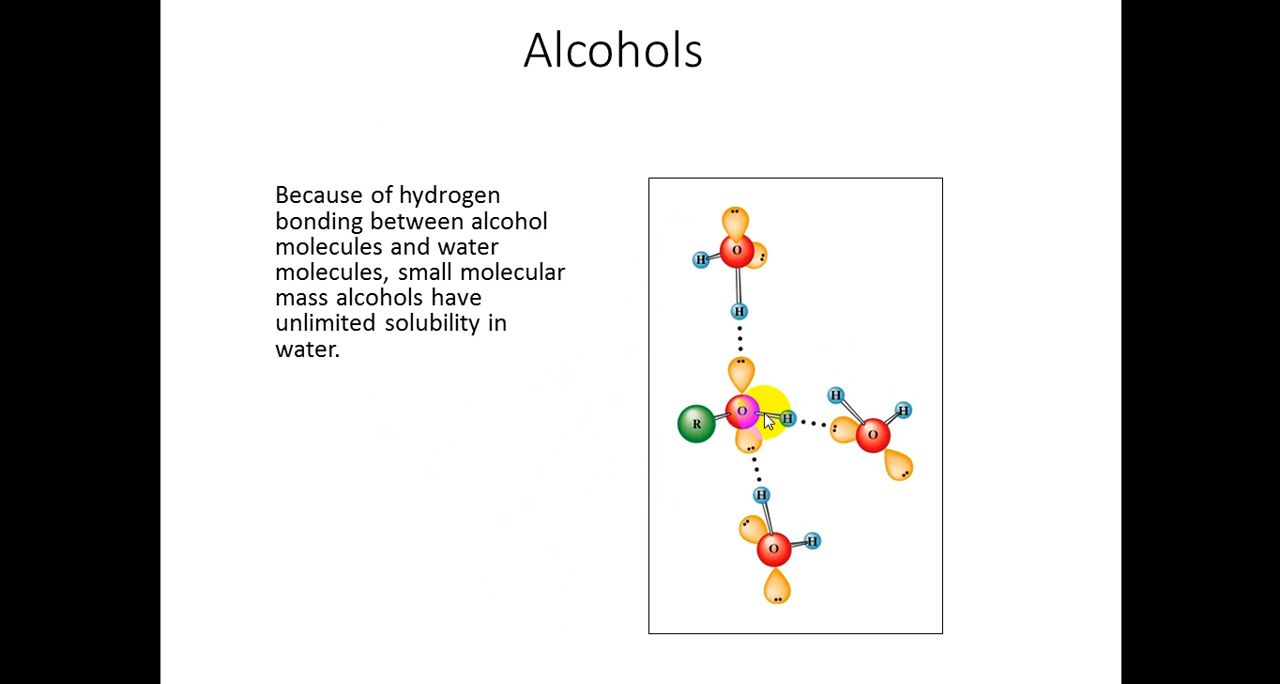 Alcohols
Because of hydrogen
bonding between alcohol
molecules and water
molecules, small molecular
mass alcohols have
unlimited solubility in
water.
O
H
H
R
O
H
H
H
O
H
O
H